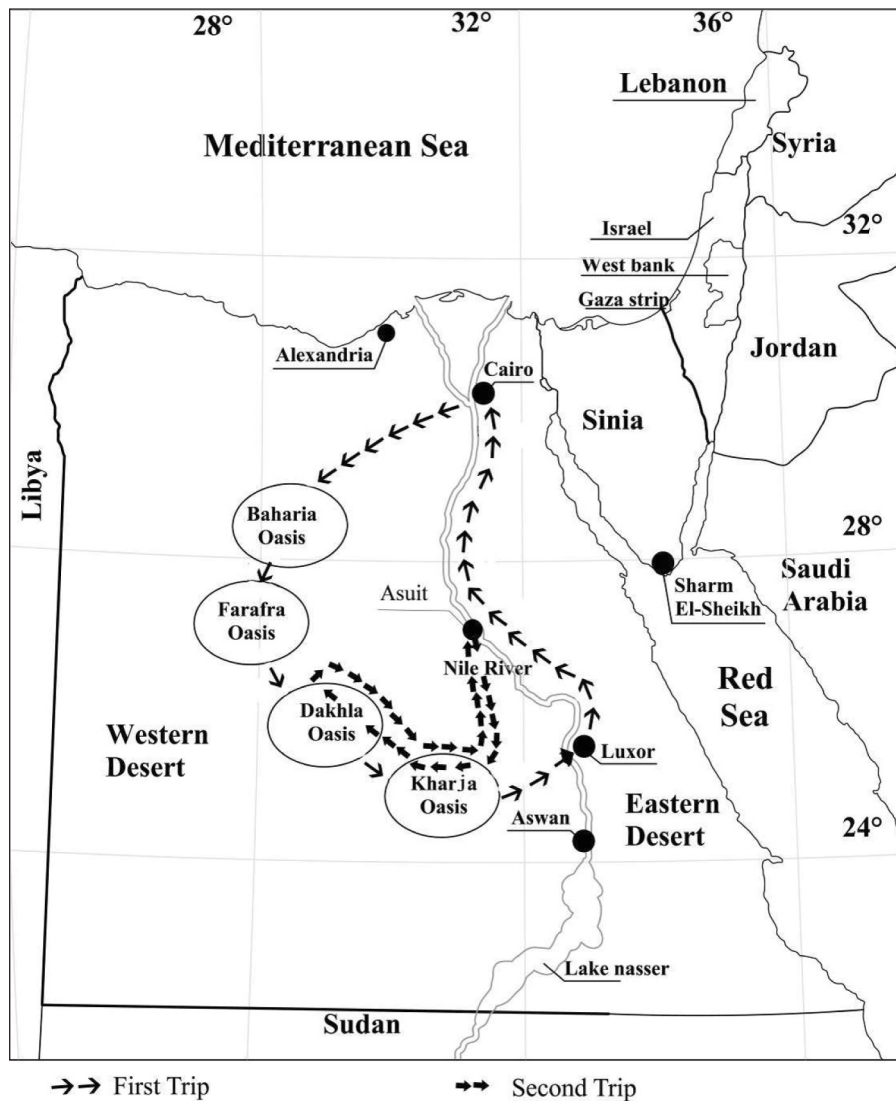 28°
32°
36°
Lebanon
Mediterranean Sea
Syria
Israel
32°
West bank
Gaza strip
Alexandria
Jordan
Cairo
Sinia
Libya
Baharia
Oasis
28°
Saudi
Arabia
Sharm
El-Sheikh
Asuit
Farafra
Oasis
Nile River
Red
Sea
Dakhla
Oasis
Western
Desert
Luxor
Kharja
Oasis
Eastern
Desert
Aswan
24°
Lake nasser
Sudan
First Trip
Second Trip